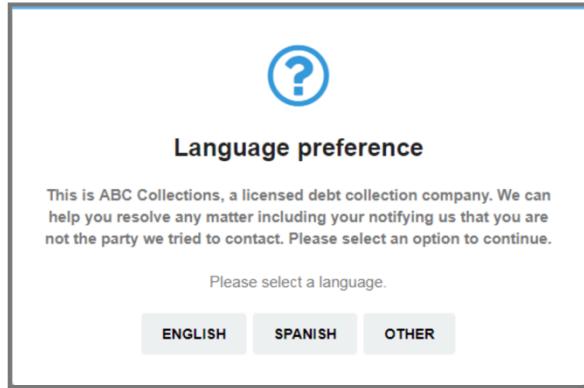 Language preference
This is ABC Collections, a licensed debt collection company. We can
help you resolve any matter including your notifying us that you are
not the party we tried to contact. Please select an option to continue.
Please select a language.
ENGLISH SPANISH OTHER